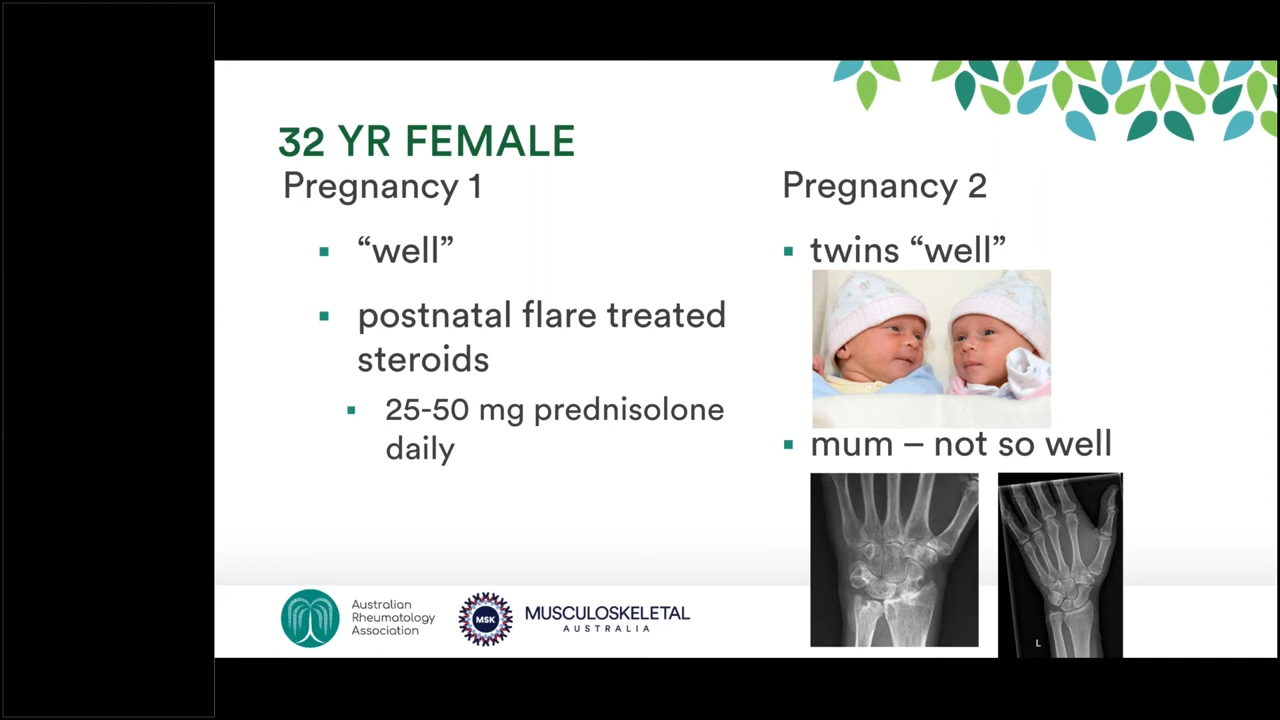 32 YR FEMALE
Pregnancy 1
“well”
postnatal flare treated
steroids
25-50 mg prednisolone
daily
Pregnancy 2
twins “well”
mum – not so well
L
Australian
Rheumatology
Association
MSK
MUSCULOSKELETAL
AUSTRALIA